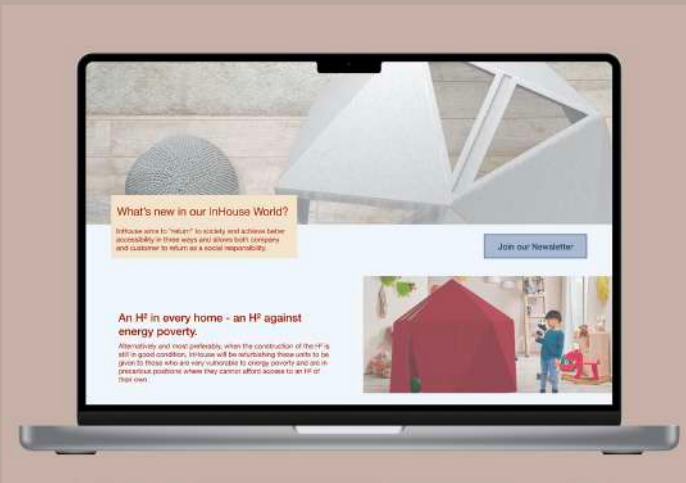 What's new in our InHouse World?
InHouse aims to "return" to society and achieve better
accessibility in three ways and allows both company
and customer to return as a social responsibility.
Join our Newsletter
An H² in every home - an H² against
energy poverty.
Alternatively and most preferably, when the construction of the H² is
still in good condition, InHouse will be refurbishing these units to be
given to those who are very vulnerable to energy poverty and are in
precarious positions where they cannot afford access to an H² of
their own.